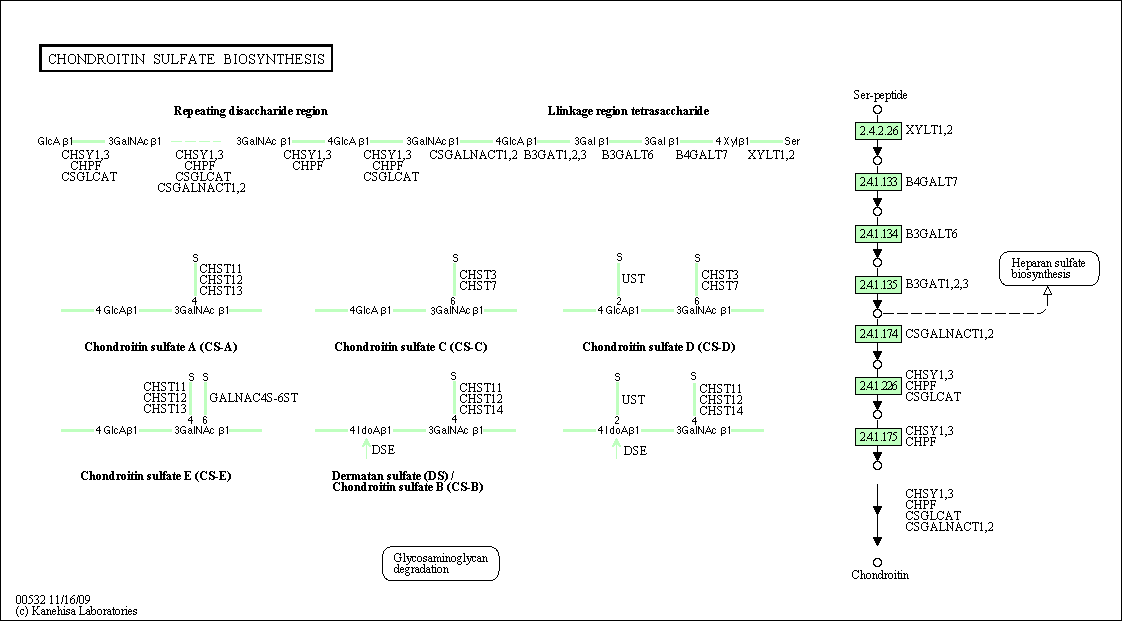 CHONDROITIN SULFATE BIOSYNTHESIS
Repeating disaccharide region
Llinkage region tetrasaccharide
GlcA β1 3GalNAc β1 3GalNAc β1 4GlcA β1 3GalNAc β1 4GlcA β1 3Gal β1 3Gal β1 4 Xylβ1 Ser
CHSY1,3
CHPF
CSGLCAT
CHSY1,3
CHPF
CSGLCAT
CSGALNACT1,2
CHSY1,3
CHPF
CHSY1,3
CHPF
CSGLCAT
CSGALNACT1,2
B3GAT1,2,3
B3GALT6
B4GALT7
XYLT1,2
S
CHST11
CHST12
CHST13
4
4 GlcAβ1 3GalNAc β1
Chondroitin sulfate A (CS-A)
S
CHST3
CHST7
6
4 GlcAβ1 3GalNAc β1
Chondroitin sulfate C (CS-C)
S
UST
2
S
CHST3
CHST7
6
4 GlcAβ1 3GalNAc β1
Chondroitin sulfate D (CS-D)
S S
CHST11
CHST12
CHST13
GALNAC4S-6ST
4 6
4 GlcAβ1 3GalNAc β1
Chondroitin sulfate E (CS-E)
S
CHST11
CHST12
CHST14
4
4IdoAβ1 3GalNAc β1
DSE
Dermatan sulfate (DS) /
Chondroitin sulfate B (CS-B)
S
UST
2
S
CHST11
CHST12
CHST14
4
4IdoAβ1 3GalNAc β1
DSE
Glycosaminoglycan
degradation
Ser-peptide
2.4.2.26 XYLT1,2
2.4.1.133 B4GALT7
2.4.1.134 B3GALT6
2.4.1.135 B3GAT1,2,3
Heparan sulfate
biosynthesis
2.4.1.174 CSGALNACT1,2
2.4.1.226
CHSY1,3
CHPF
CSGLCAT
2.4.1.175
CHSY1,3
CHPF
CHSY1,3
CHPF
CSGLCAT
CSGALNACT1,2
Chondroitin
00532 11/16/09
(c) Kanehisa Laboratories